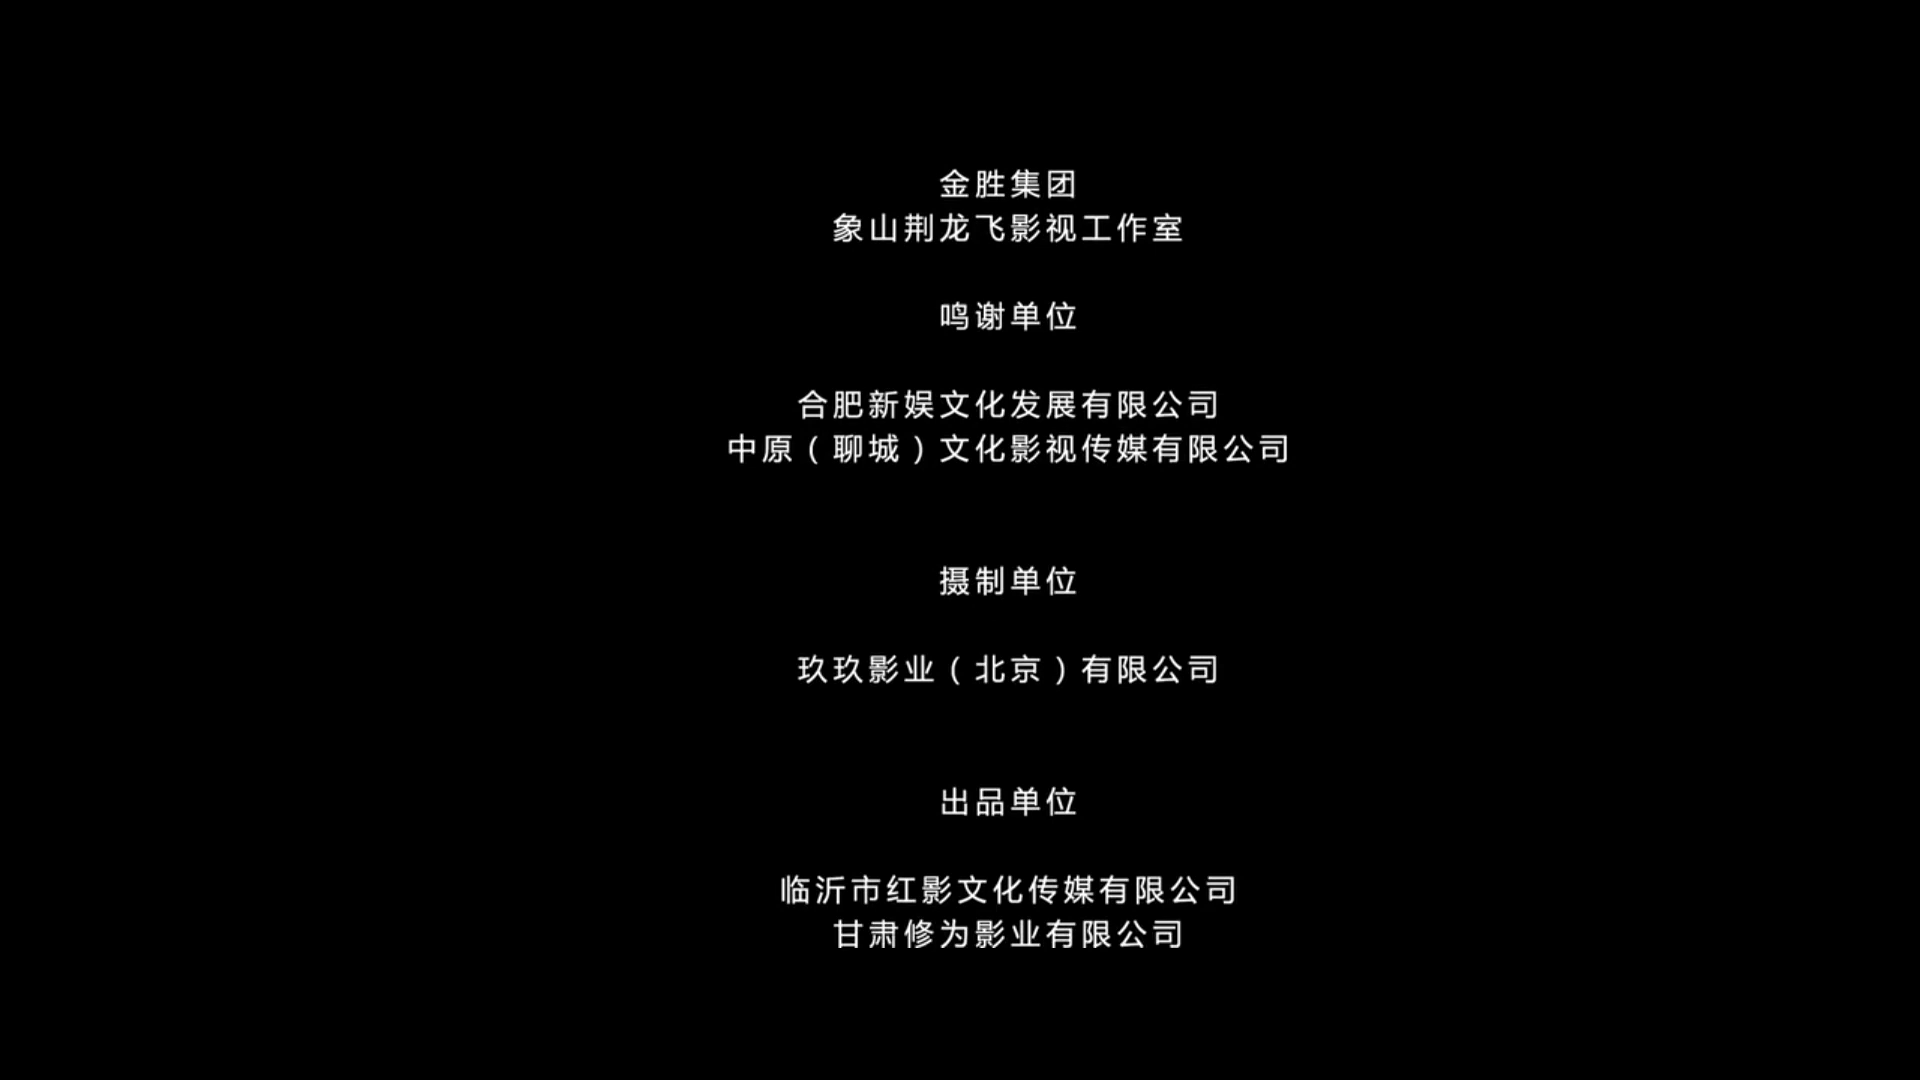 金胜集团
象山荆龙飞影视工作室
鸣谢单位
合肥新娱文化发展有限公司
中原（聊城）文化影视传媒有限公司
摄制单位
玖玖影业（北京）有限公司
出品单位
临沂市红影文化传媒有限公司
甘肃修为影业有限公司